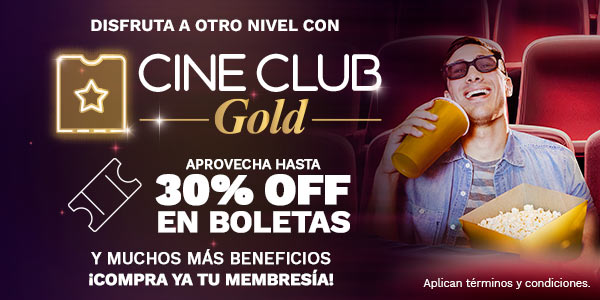 DISFRUTA A OTRO NIVEL CON
CINE CLUB
Gold
APROVECHA HASTA
30% OFF
EN BOLETAS
Y MUCHOS MÁS BENEFICIOS
¡COMPRA YA TU MEMBRESÍA!
Aplican términos y condiciones.